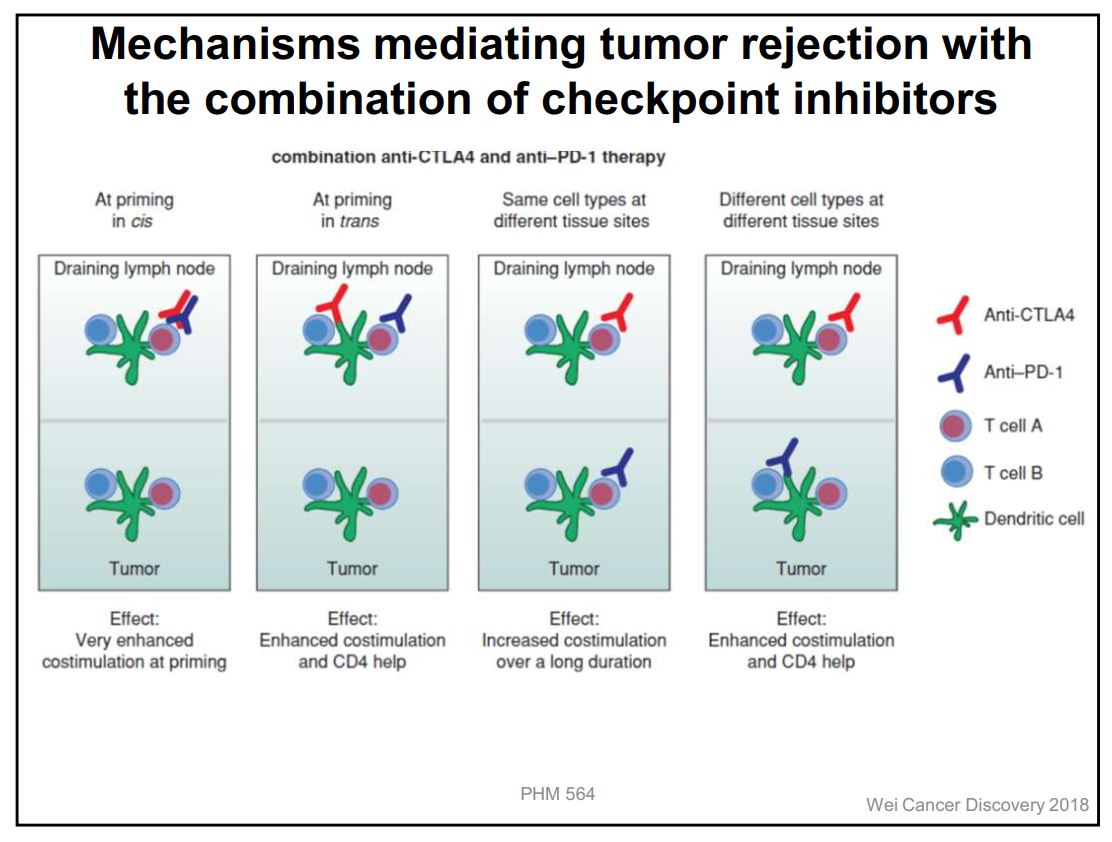 Mechanisms mediating tumor rejection with
the combination of checkpoint inhibitors
combination anti-CTLA4 and anti–PD-1 therapy
At priming
in cis
At priming
in trans
Same cell types at
different tissue sites
Different cell types at
different tissue sites
Draining lymph node
Draining lymph node
Draining lymph node
Draining lymph node
Tumor
Tumor
Tumor
Tumor
Effect:
Very enhanced
costimulation at priming
Effect:
Enhanced costimulation
and CD4 help
Effect:
Increased costimulation
over a long duration
Effect:
Enhanced costimulation
and CD4 help
Anti-CTLA4
Anti–PD-1
T cell A
T cell B
Dendritic cell
PHM 564
Wei Cancer Discovery 2018